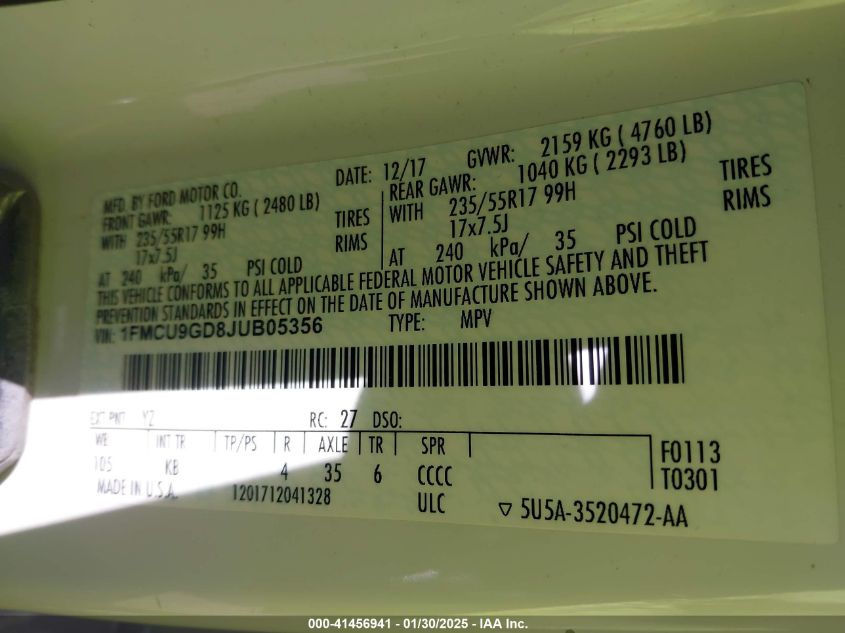 MFD. BY FORD MOTOR CO.
DATE: 12/17 GVWR: 2159 KG ( 4760 LB)
FRONT GAWR: 1125 KG ( 2480 LB)
WITH 235/55R17 99H TIRES
17x7.5J RIMS
AT 240 kPa/ 35 PSI COLD
REAR GAWR: 1040 KG ( 2293 LB)
WITH 235/55R17 99H TIRES
17x7.5J RIMS
AT 240 kPa/ 35 PSI COLD
THIS VEHICLE CONFORMS TO ALL APPLICABLE FEDERAL MOTOR VEHICLE SAFETY AND THEFT
PREVENTION STANDARDS IN EFFECT ON THE DATE OF MANUFACTURE SHOWN ABOVE.
VIN: 1FMCU9GD8JUB05356 TYPE: MPV
EXT PNT YZ RC: 27 DSO:
WB INT TR TP/PS R AXLE TR SPR
105 KB 4 35 6 CCCC
F0113
T0301
MADE IN U.S.A. 1201712041328 ULC
▽ 5U5A-3520472-AA
000-41456941 - 01/30/2025 - IAA Inc.